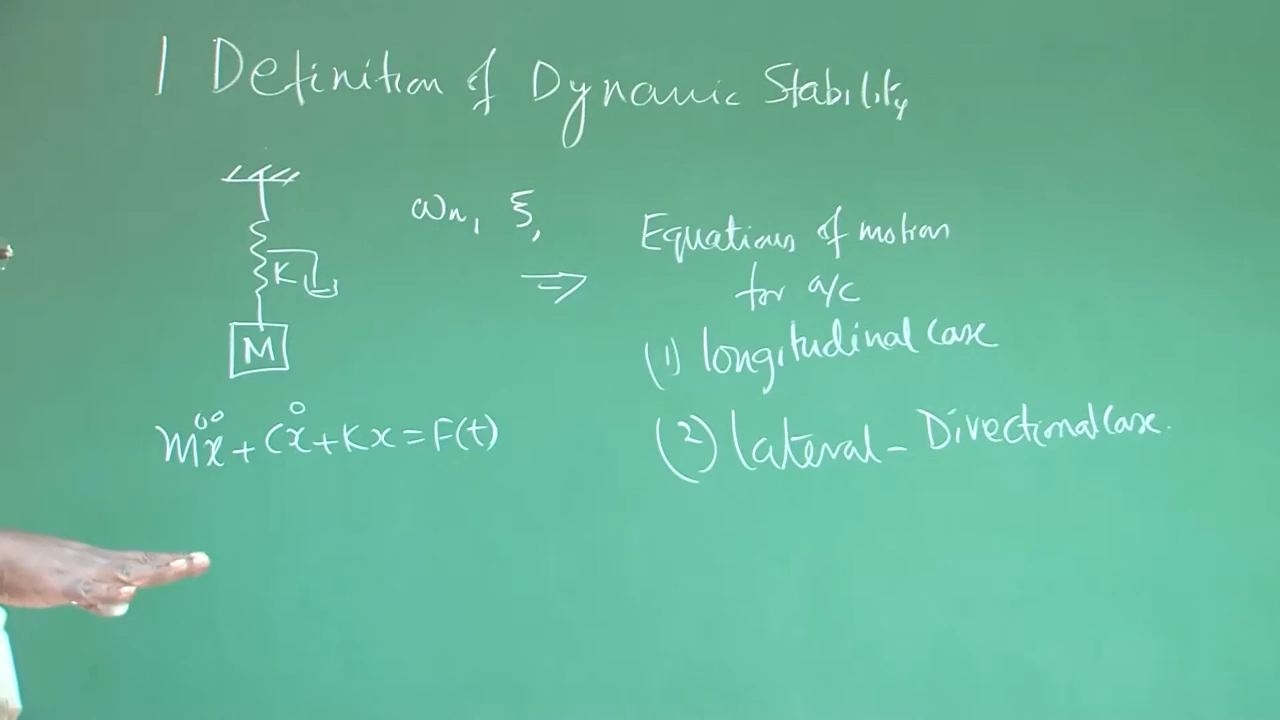 1 Definition of Dynamic Stability
ωn, ξ,
K
M
⇒
Equations of motion
for a/c
(1) longitudinal case
(2) lateral - Directional case.
mẍ + cẋ + Kx = F(t)